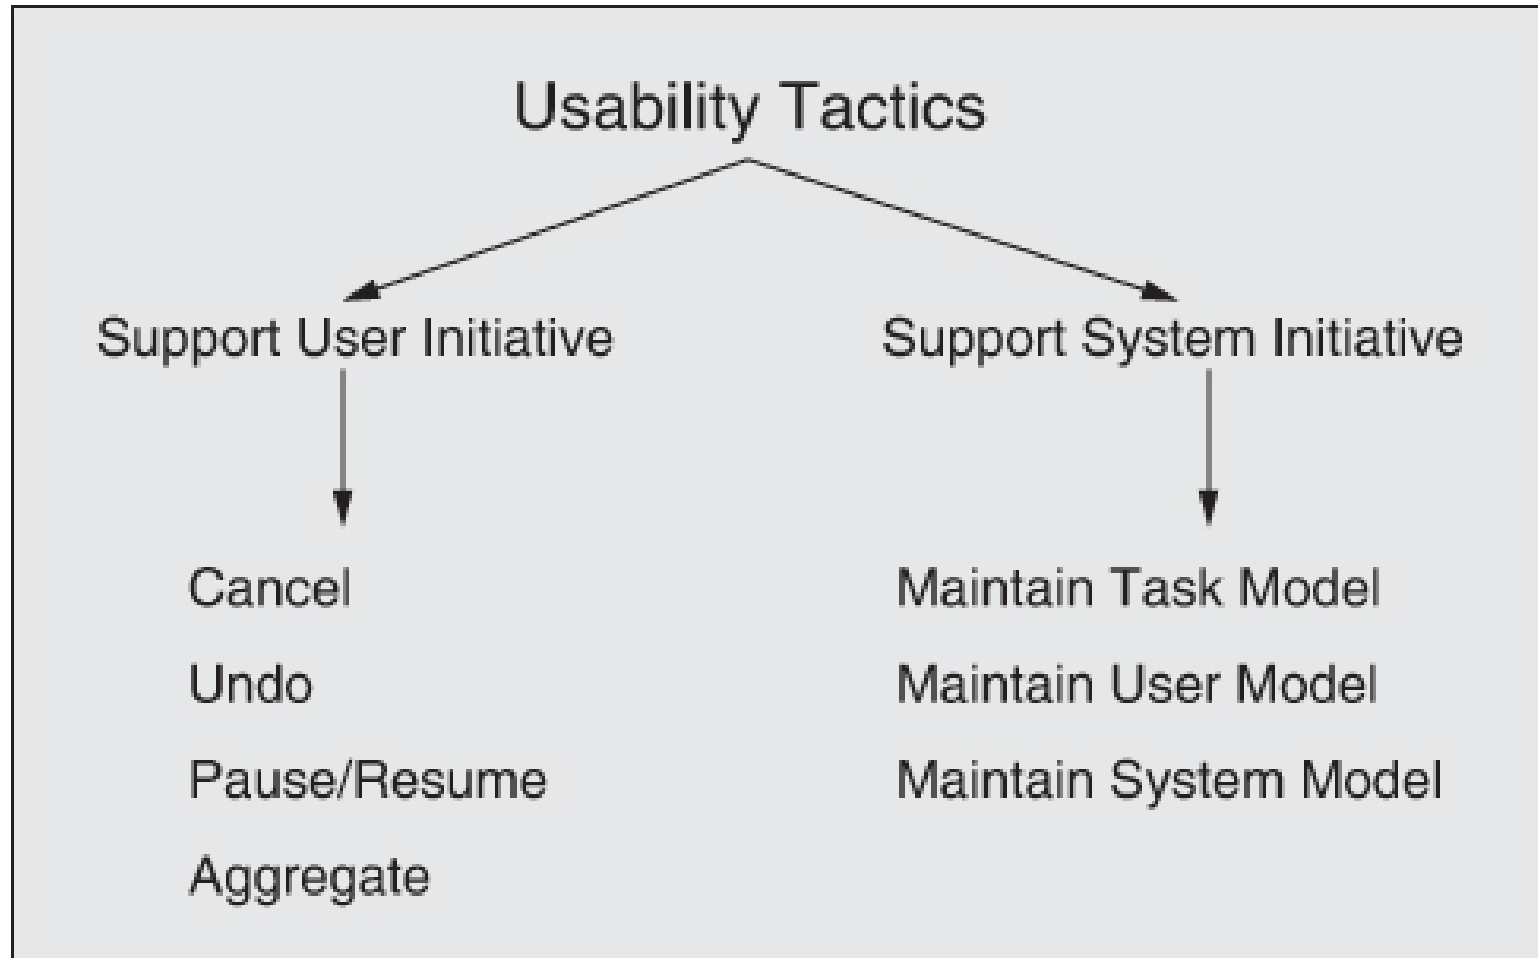 Usability Tactics
Support User Initiative
Support System Initiative
Cancel
Undo
Pause/Resume
Aggregate
Maintain Task Model
Maintain User Model
Maintain System Model